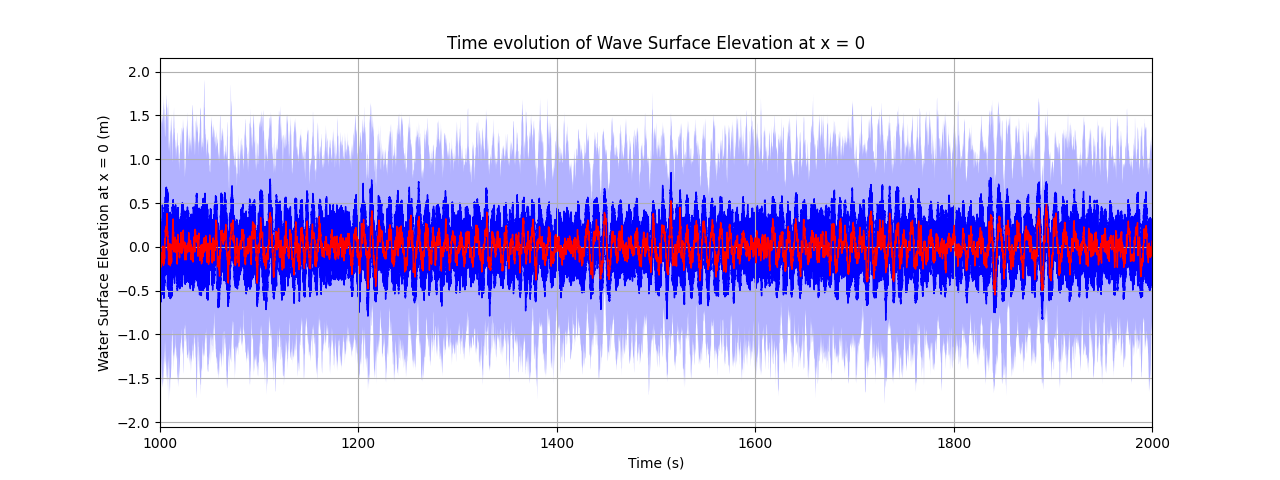 Time evolution of Wave Surface Elevation at x = 0
Water Surface Elevation at x = 0 (m)
2.0
1.5
1.0
0.5
0.0
−0.5
−1.0
−1.5
−2.0
1000 1200 1400 1600 1800 2000
Time (s)